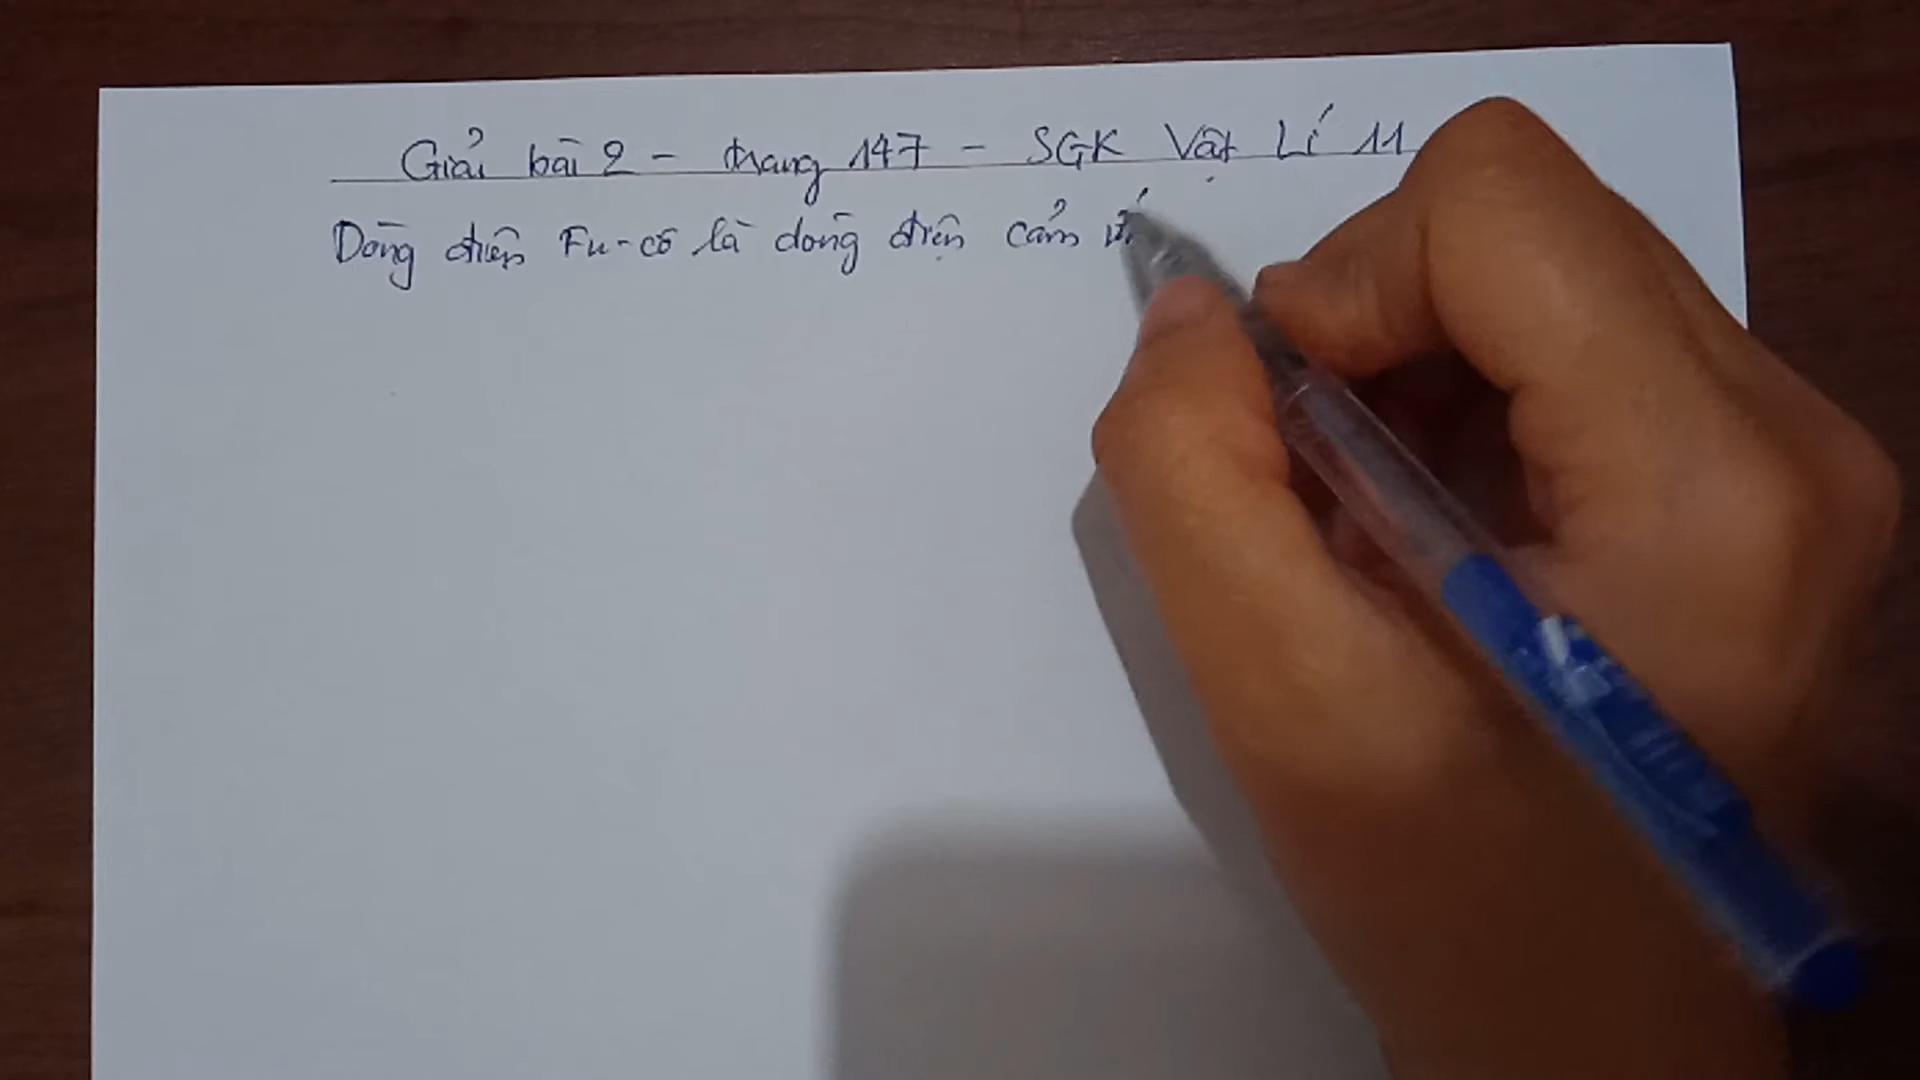 Giải bài 2 - trang 147 - SGK Vật Lí 11
Dòng điện Fu-cô là dòng điện cảm ứ